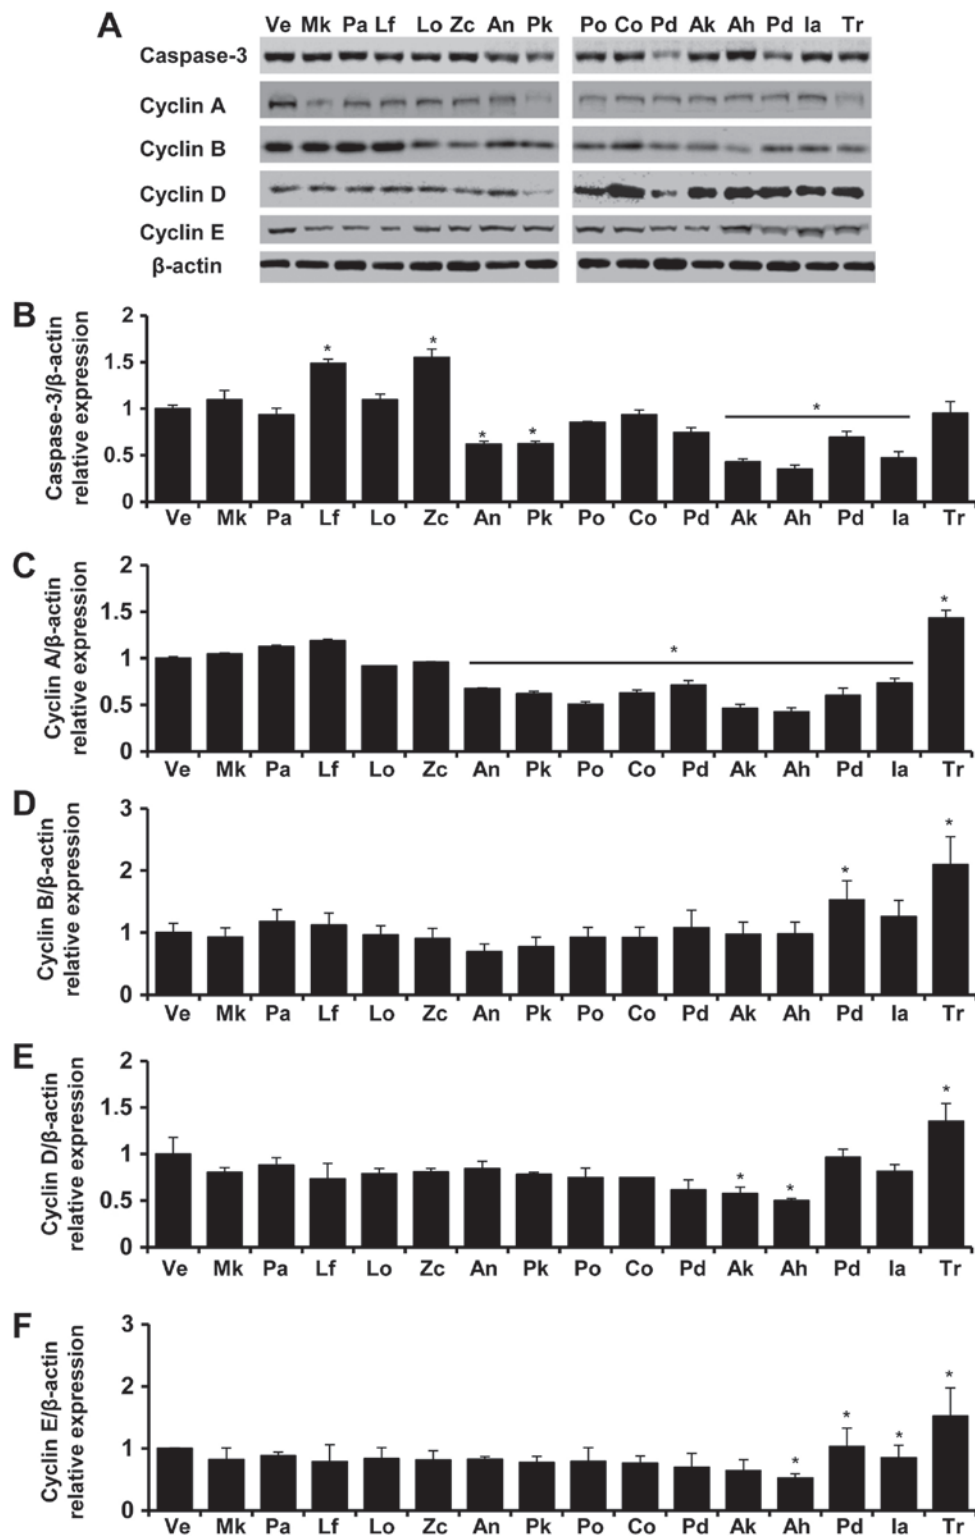 A
Ve Mk Pa Lf Lo Zc An Pk Po Co Pd Ak Ah Pd Ia Tr
Caspase-3
Cyclin A
Cyclin B
Cyclin D
Cyclin E
β-actin
B
Caspase-3/β-actin
relative expression
2
1.5
1
0.5
0
* * * * *
Ve Mk Pa Lf Lo Zc An Pk Po Co Pd Ak Ah Pd Ia Tr
C
Cyclin A/β-actin
relative expression
2
1.5
1
0.5
0
* *
Ve Mk Pa Lf Lo Zc An Pk Po Co Pd Ak Ah Pd Ia Tr
D
Cyclin B/β-actin
relative expression
3
2
1
0
* *
Ve Mk Pa Lf Lo Zc An Pk Po Co Pd Ak Ah Pd Ia Tr
E
Cyclin D/β-actin
relative expression
2
1.5
1
0.5
0
* * *
Ve Mk Pa Lf Lo Zc An Pk Po Co Pd Ak Ah Pd Ia Tr
F
Cyclin E/β-actin
relative expression
3
2
1
0
* * * *
Ve Mk Pa Lf Lo Zc An Pk Po Co Pd Ak Ah Pd Ia Tr